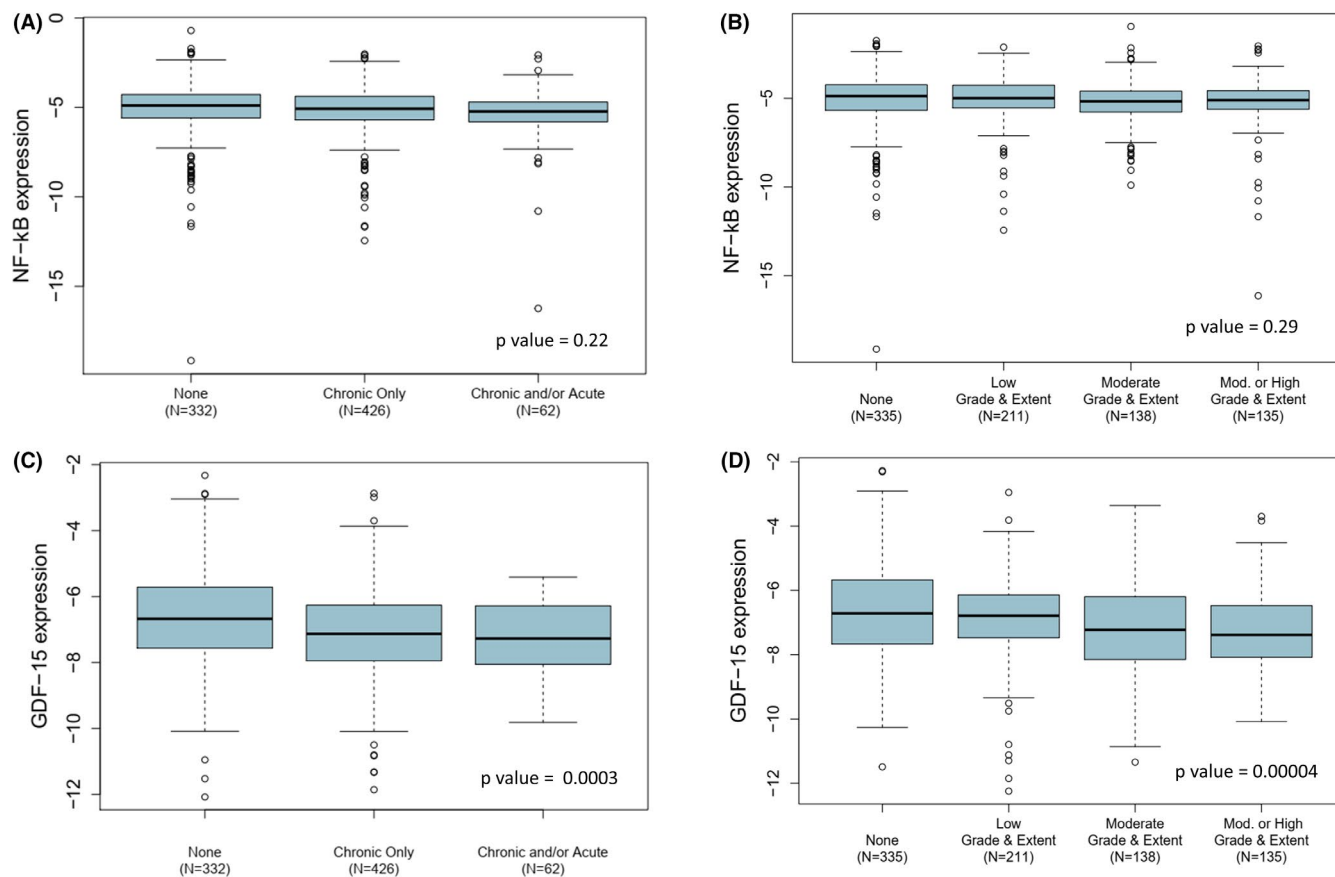 (A)
NF−kB expression
0
−5
−10
−15
p value = 0.22
None
(N=332)
Chronic Only
(N=426)
Chronic and/or Acute
(N=62)
(B)
NF−kB expression
−5
−10
−15
p value = 0.29
None
(N=335)
Low
Grade & Extent
(N=211)
Moderate
Grade & Extent
(N=138)
Mod. or High
Grade & Extent
(N=135)
(C)
GDF−15 expression
−2
−4
−6
−8
−10
−12
p value = 0.0003
None
(N=332)
Chronic Only
(N=426)
Chronic and/or Acute
(N=62)
(D)
GDF−15 expression
−2
−4
−6
−8
−10
−12
p value = 0.00004
None
(N=335)
Low
Grade & Extent
(N=211)
Moderate
Grade & Extent
(N=138)
Mod. or High
Grade & Extent
(N=135)